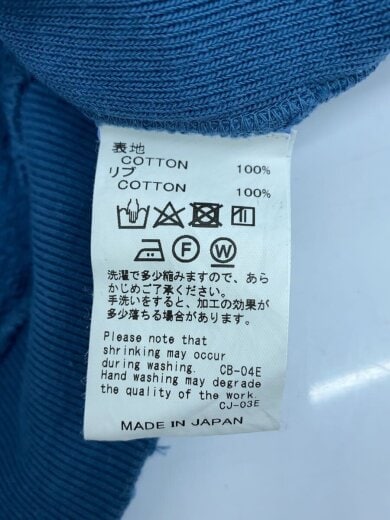 表地
COTTON 100%
リブ
COTTON 100%
F W
洗濯で多少縮みますので、あら
かじめご了承ください。
手洗いをすると、加工の効果が
多少落ちる場合があります。
Please note that
shrinking may occur
during washing. CB-04E
Hand washing may degrade
the quality of the work.
CJ-03E
MADE IN JAPAN